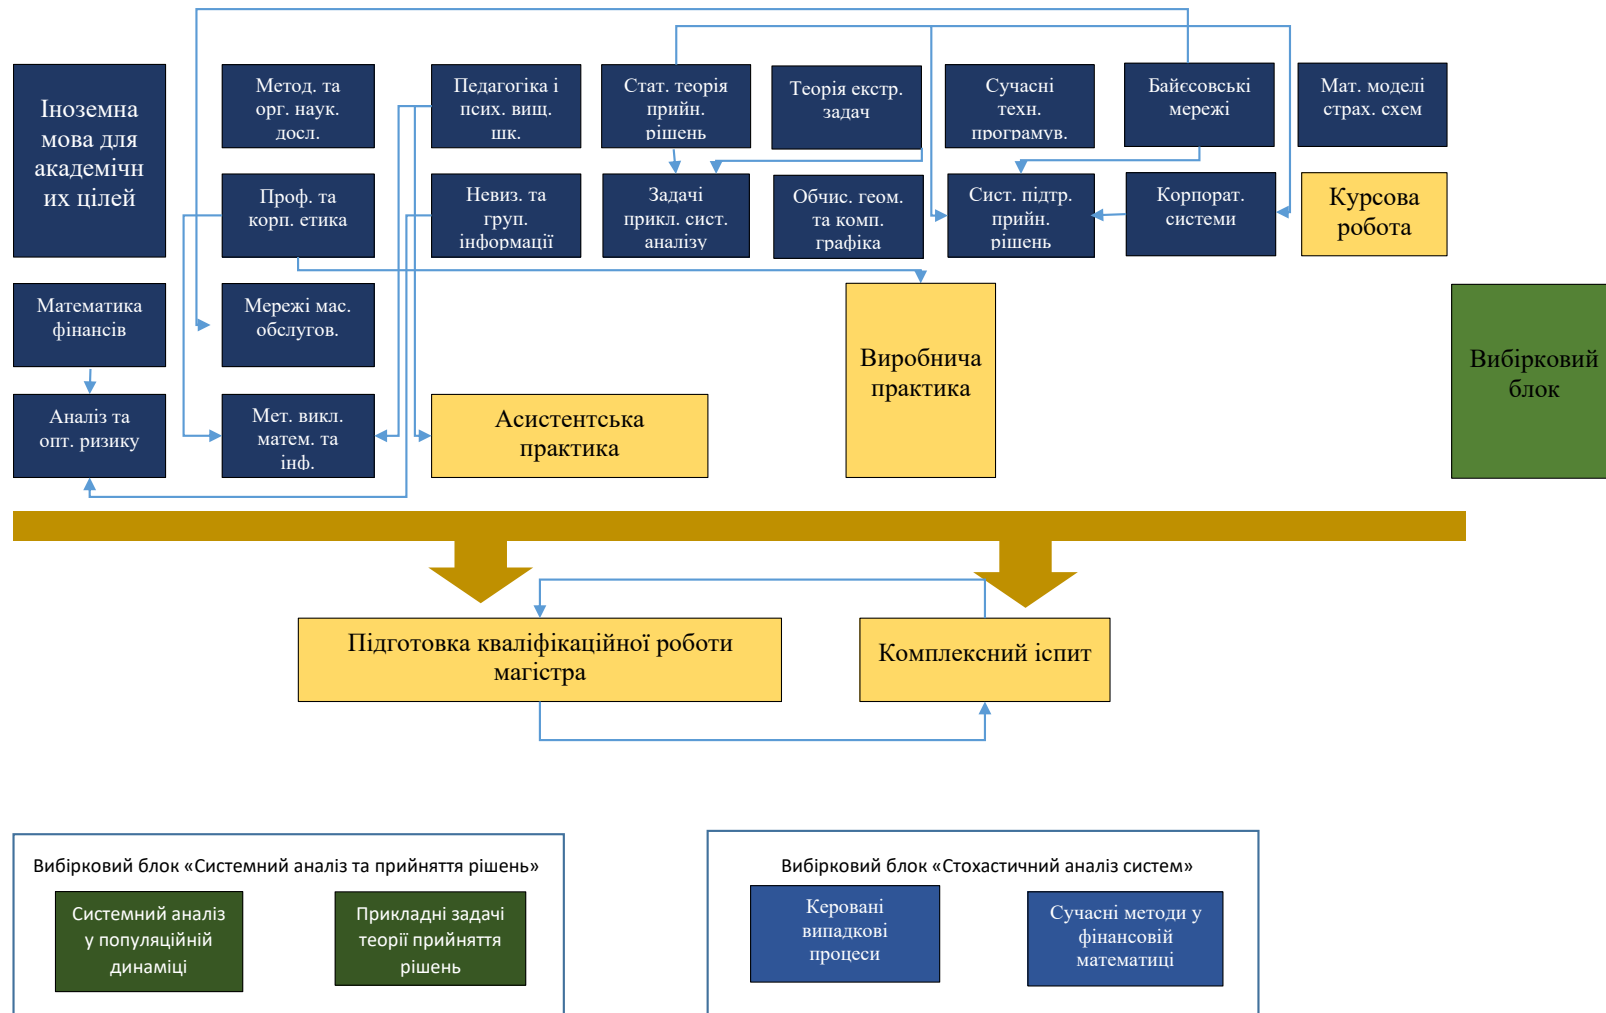 Іноземна
мова для
академічн
их цілей
Метод. та
орг. наук.
досл.
Педагогіка і
псих. вищ.
шк.
Стат. теорія
прийн.
рішень
Теорія екстр.
задач
Сучасні
техн.
програмув.
Байєсовські
мережі
Мат. моделі
страх. схем
Проф. та
корп. етика
Невиз. та
груп.
інформації
Задачі
прикл. сист.
аналізу
Обчис. геом.
та комп.
графіка
Сист. підтр.
прийн.
рішень
Корпорат.
системи
Курсова
робота
Математика
фінансів
Мережі мас.
обслугов.
Виробнича
практика
Вибірковий
блок
Аналіз та
опт. ризику
Мет. викл.
матем. та
інф.
Асистентська
практика
Підготовка кваліфікаційної роботи
магістра
Комплексний іспит
Вибірковий блок «Системний аналіз та прийняття рішень»
Системний аналіз
у популяційній
динаміці
Прикладні задачі
теорії прийняття
рішень
Вибірковий блок «Стохастичний аналіз систем»
Керовані
випадкові
процеси
Сучасні методи у
фінансовій
математиці